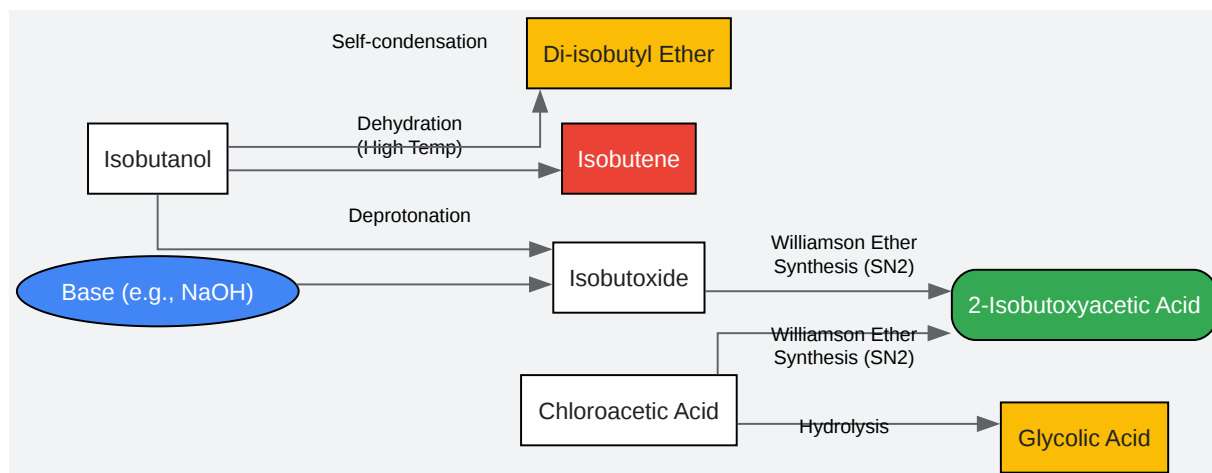 Self-condensation
Di-isobutyl Ether
Dehydration
(High Temp)
Isobutanol
Isobutene
Deprotonation
Base (e.g., NaOH)
Isobutoxide
Williamson Ether
Synthesis (SN2)
2-Isobutoxyacetic Acid
Williamson Ether
Synthesis (SN2)
Chloroacetic Acid
Hydrolysis
Glycolic Acid